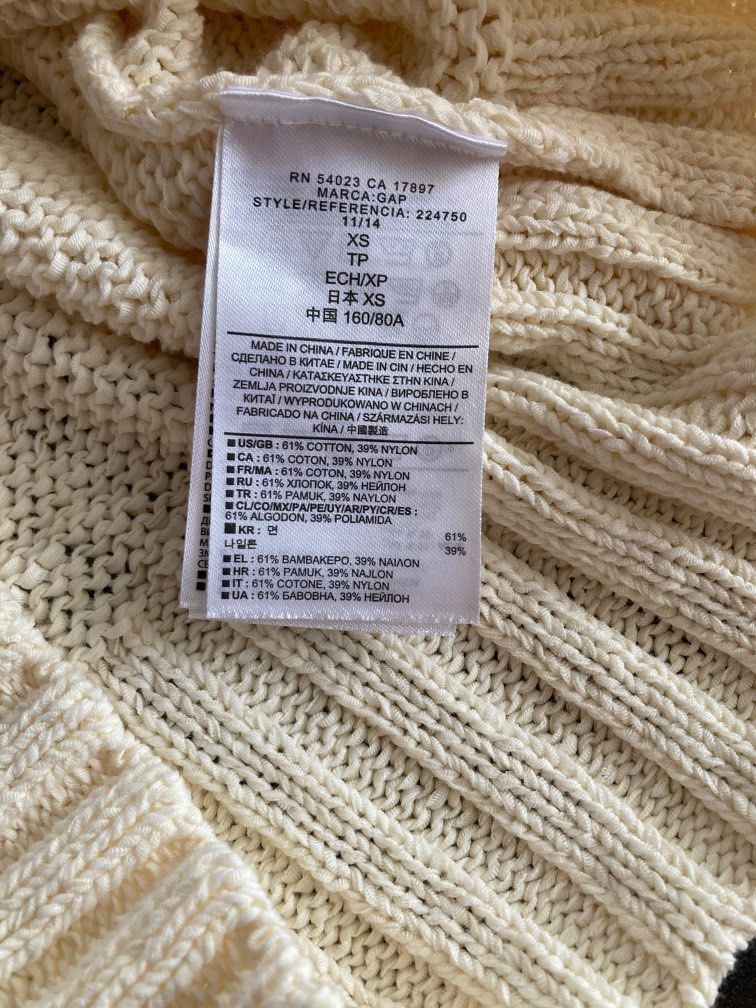 RN 54023 CA 17897
MARCA:GAP
STYLE/REFERENCIA: 224750
11/14
XS
TP
ECH/XP
日本 XS
中国 160/80A
MADE IN CHINA / FABRIQUE EN CHINE /
СДЕЛАНО В КИТАЕ / MADE IN CIN / HECHO EN
CHINA / ΚΑΤΑΣΚΕΥΑΣΤΗΚΕ ΣΤΗΝ ΚΙΝΑ /
ZEMLJA PROIZVODNJE KINA / ВИРОБЛЕНО В
КИТАЇ / WYPRODUKOWANO W CHINACH /
FABRICADO NA CHINA / SZÁRMAZÁSI HELY:
KÍNA / 中國製造
■ US/GB : 61% COTTON, 39% NYLON
■ CA : 61% COTON, 39% NYLON
■ FR/MA : 61% COTON, 39% NYLON
■ RU : 61% ХЛОПОК, 39% НЕЙЛОН
■ TR : 61% PAMUK, 39% NAYLON
■ CL/CO/MX/PA/PE/UY/AR/PY/CR/ES :
61% ALGODON, 39% POLIAMIDA
■ KR : 면 61%
나일론 39%
■ EL : 61% ΒΑΜΒΑΚΕΡΟ, 39% ΝΑΙΛΟΝ
■ HR : 61% PAMUK, 39% NAJLON
■ IT : 61% COTONE, 39% NYLON
■ UA : 61% БАВОВНА, 39% НЕЙЛОН